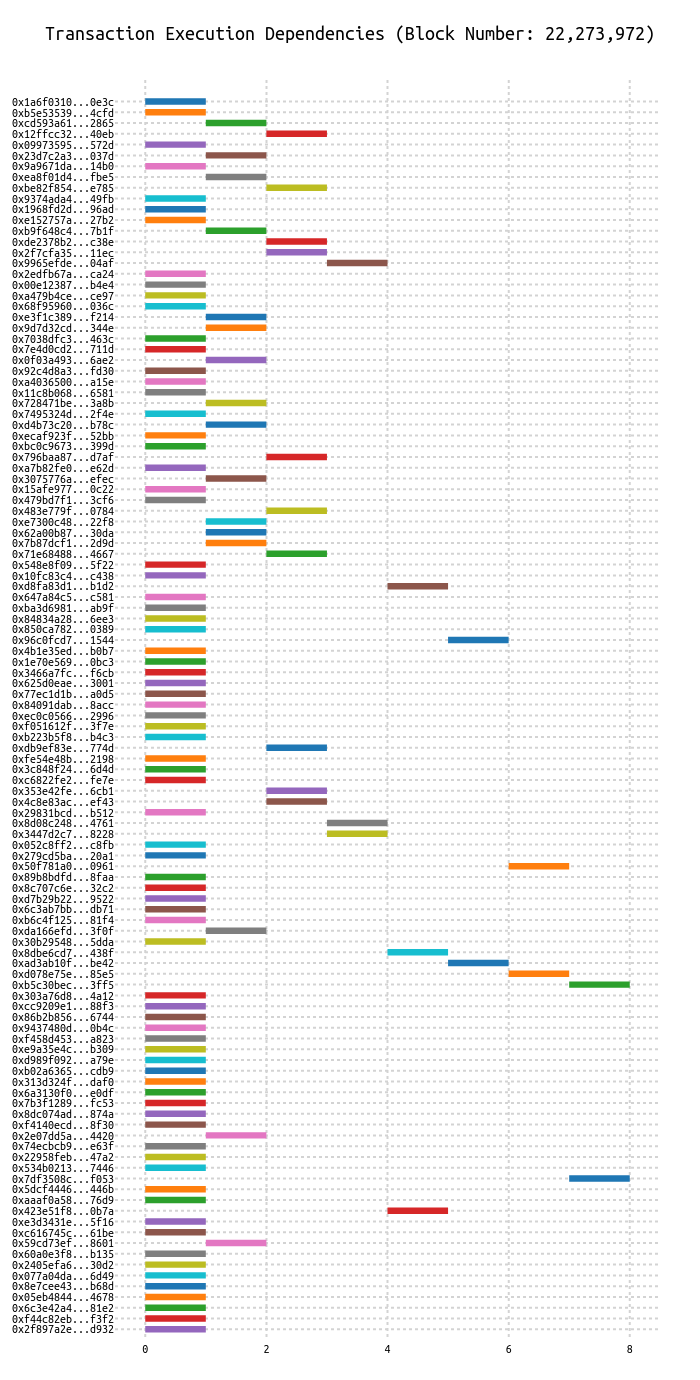 Transaction Execution Dependencies (Block Number: 22,273,972)
0x1a6f0310...0e3c
0xb5e53539...4cfd
0xcd593a61...2865
0x12ffcc32...40eb
0x09973595...572d
0x23d7c2a3...037d
0x9a9671da...14b0
0xea8f01d4...fbe5
0xbe82f854...e785
0x9374ada4...49fb
0x1968fd2d...96ad
0xe152757a...27b2
0xb9f648c4...7b1f
0xde2378b2...c38e
0x2f7cfa35...11ec
0x9965efde...04af
0x2edfb67a...ca24
0x00e12387...b4e4
0xa479b4ce...ce97
0x68f95960...036c
0xe3f1c389...f214
0x9d7d32cd...344e
0x7038dfc3...463c
0x7e4d0cd2...711d
0x0f03a493...6ae2
0x92c4d8a3...fd30
0xa4036500...a15e
0x11c8b068...6581
0x728471be...3a8b
0x7495324d...2f4e
0xd4b73c20...b78c
0xecaf923f...52bb
0xbc0c9673...399d
0x796baa87...d7af
0xa7b82fe0...e62d
0x3075776a...efec
0x15afe977...0c22
0x479bd7f1...3cf6
0x483e779f...0784
0xe7300c48...22f8
0x62a00b87...30da
0x7b87dcf1...2d9d
0x71e68488...4667
0x548e8f09...5f22
0x10fc83c4...c438
0xd8fa83d1...b1d2
0x647a84c5...c581
0xba3d6981...ab9f
0x84834a28...6ee3
0x850ca782...0389
0x96c0fcd7...1544
0x4b1e35ed...b0b7
0x1e70e569...0bc3
0x3466a7fc...f6cb
0x625d0eae...3001
0x77ec1d1b...a0d5
0x84091dab...8acc
0xec0c0566...2996
0xf051612f...3f7e
0xb223b5f8...b4c3
0xdb9ef83e...774d
0xfe54e48b...2198
0x3c848f24...6d4d
0xc6822fe2...fe7e
0x353e42fe...6cb1
0x4c8e83ac...ef43
0x29831bcd...b512
0x8d08c248...4761
0x3447d2c7...8228
0x052c8ff2...c8fb
0x279cd5ba...20a1
0x50f781a0...0961
0x89b8bdfd...8faa
0x8c707c6e...32c2
0xd7b29b22...9522
0x6c3ab7bb...db71
0xb6c4f125...81f4
0xda166efd...3f0f
0x30b29548...5dda
0x8dbe6cd7...438f
0xad3ab10f...be42
0xd078e75e...85e5
0xb5c30bec...3ff5
0x303a76d8...4a12
0xcc9209e1...88f3
0x86b2b856...6744
0x9437480d...0b4c
0xf458d453...a823
0xe9a35e4c...b309
0xd989f092...a79e
0xb02a6365...cdb9
0x313d324f...daf0
0x6a3130f0...e0df
0x7b3f1289...fc53
0x8dc074ad...874a
0xf4140ecd...8f30
0x2e07dd5a...4420
0x74ecbcb9...e63f
0x22958feb...47a2
0x534b0213...7446
0x7df3508c...f053
0x5dcf4446...446b
0xaaaf0a58...76d9
0x423e51f8...0b7a
0xe3d3431e...5f16
0xc616745c...61be
0x59cd73ef...8601
0x60a0e3f8...b135
0x2405efa6...30d2
0x077a04da...6d49
0x8e7cee43...b68d
0x05eb4844...4678
0x6c3e42a4...81e2
0xf44c82eb...f3f2
0x2f897a2e...d932
0 2 4 6 8